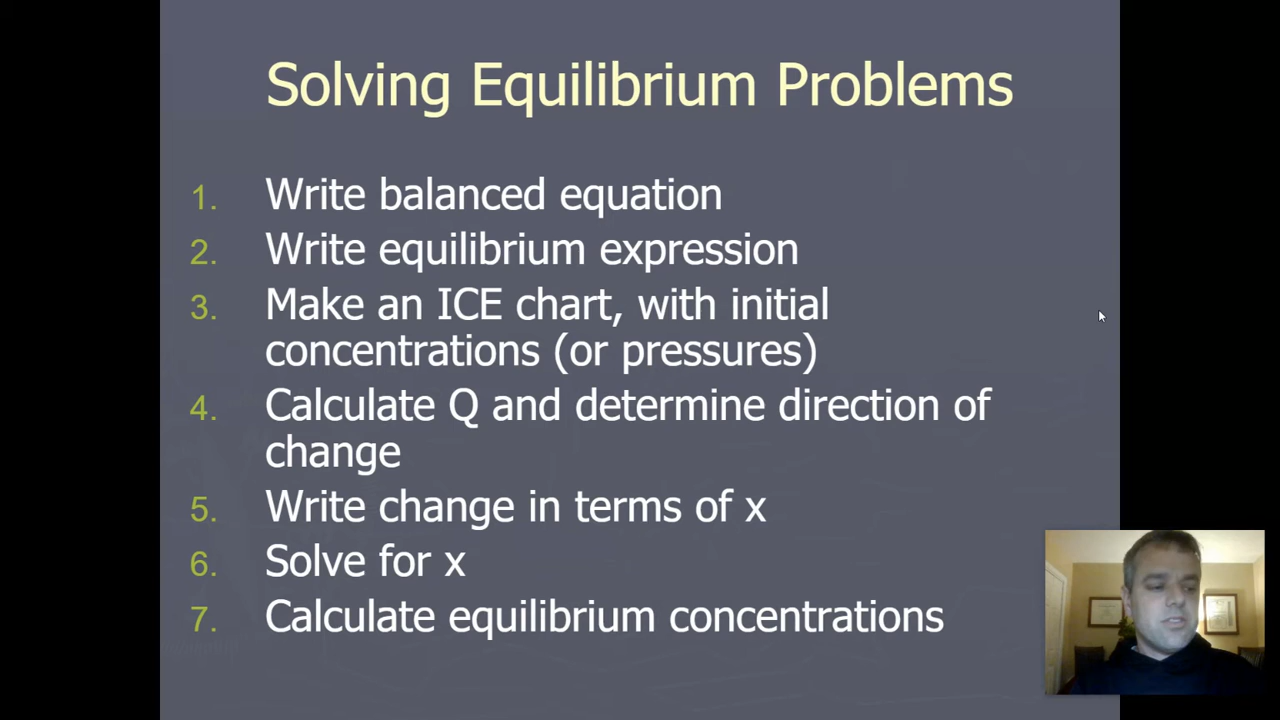 Solving Equilibrium Problems
1. Write balanced equation
2. Write equilibrium expression
3. Make an ICE chart, with initial
concentrations (or pressures)
4. Calculate Q and determine direction of
change
5. Write change in terms of x
6. Solve for x
7. Calculate equilibrium concentrations